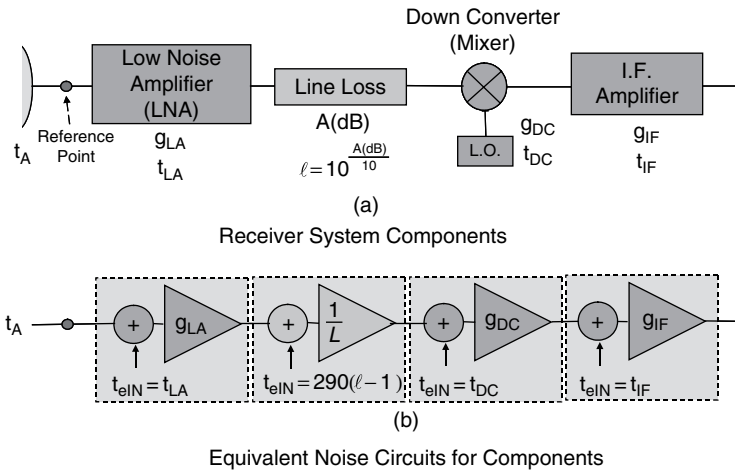 Down Converter
(Mixer)
Low Noise
Amplifier
(LNA)
Line Loss
I.F.
Amplifier
Reference
Point
t_A
g_LA
t_LA
A(dB)
ℓ=10^(A(dB)/10)
L.O.
g_DC
t_DC
g_IF
t_IF
(a)
Receiver System Components
t_A
+
g_LA
+
1/L
+
g_DC
+
g_IF
t_eIN = t_LA
t_eIN = 290(ℓ−1)
t_eIN = t_DC
t_eIN = t_IF
(b)
Equivalent Noise Circuits for Components